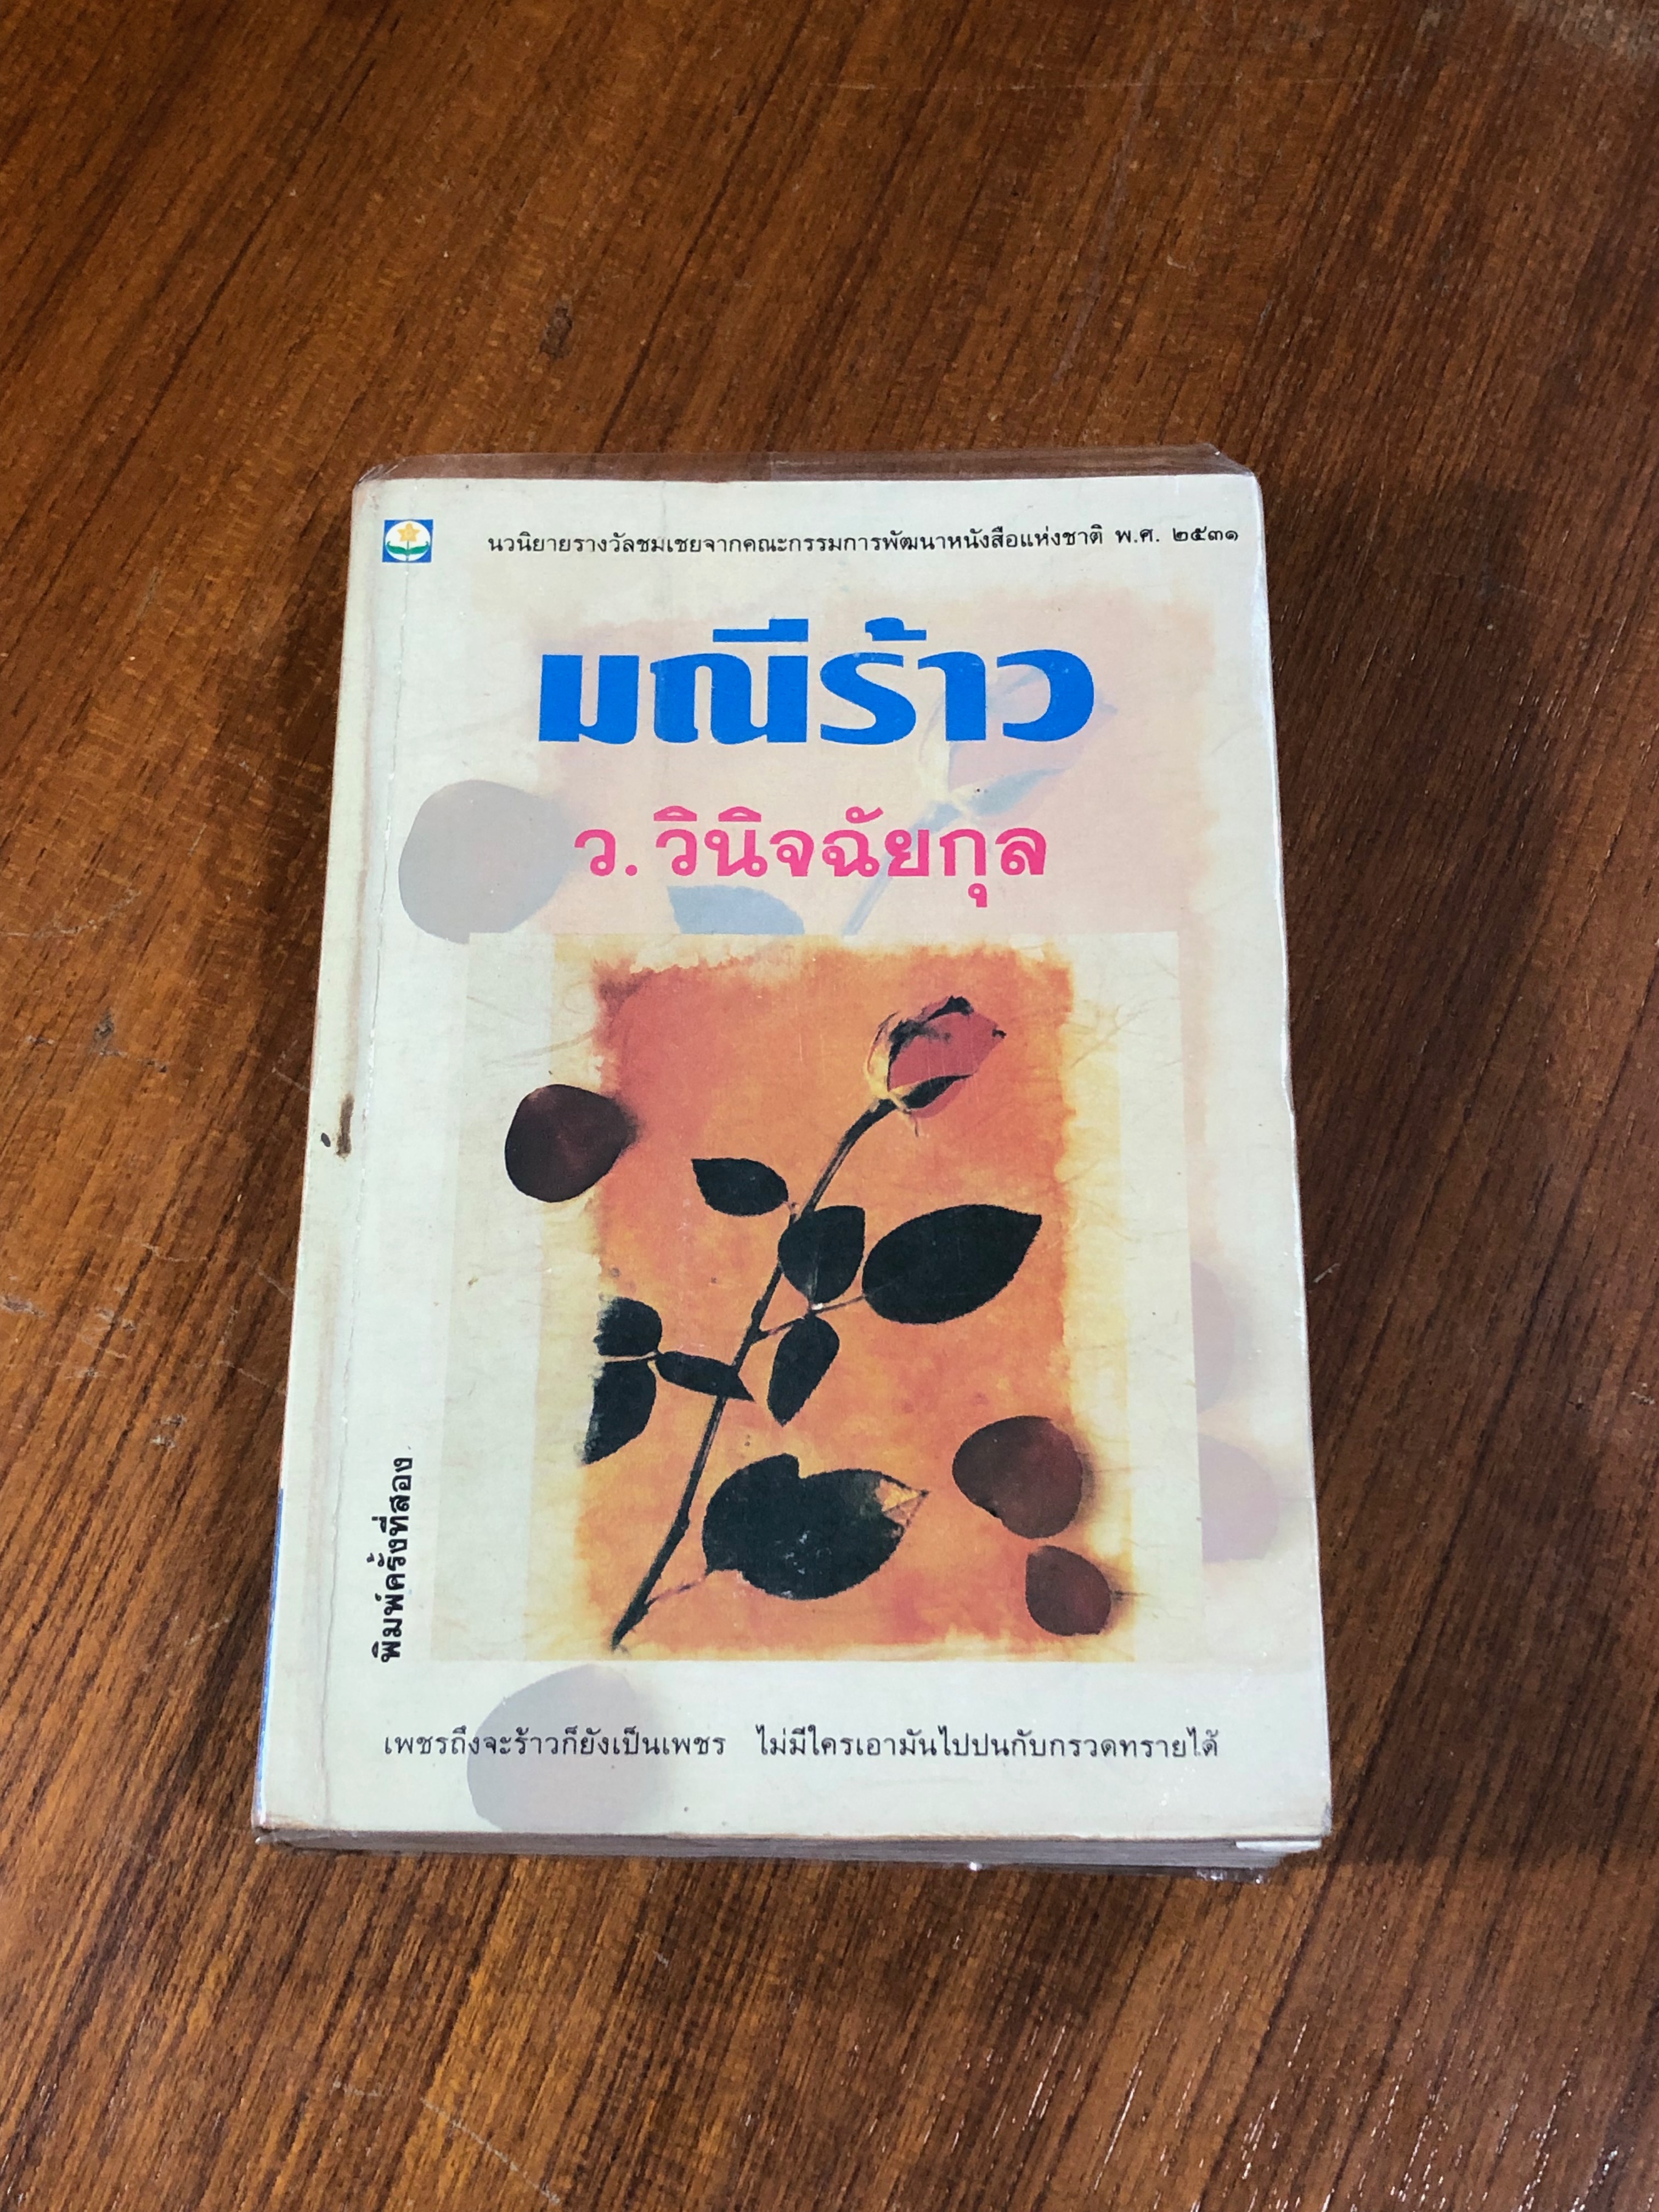 นวนิยายรางวัลชมเชยจากคณะกรรมการพัฒนาหนังสือแห่งชาติ พ.ศ. ๒๕๓๑
มณีร้าว
ว. วินิจฉัยกุล
พิมพ์ครั้งที่สอง
เพชรถึงจะร้าวก็ยังเป็นเพชร ไม่มีใครเอามันไปปนกับกรวดทรายได้